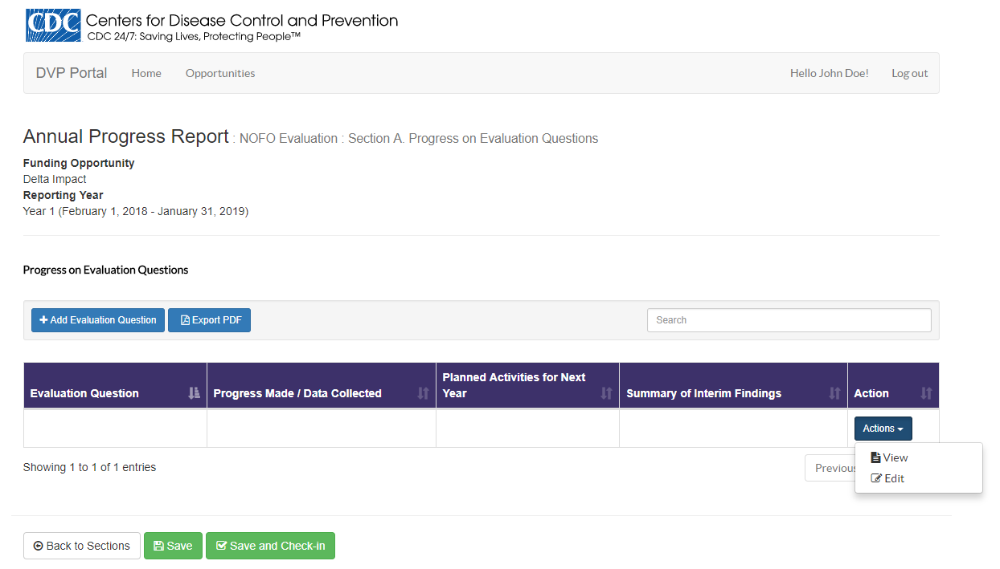 CDC Centers for Disease Control and Prevention
CDC 24/7: Saving Lives, Protecting People™
DVP Portal Home Opportunities Hello John Doe! Log out
Annual Progress Report : NOFO Evaluation : Section A. Progress on Evaluation Questions
Funding Opportunity
Delta Impact
Reporting Year
Year 1 (February 1, 2018 - January 31, 2019)
Progress on Evaluation Questions
Add Evaluation Question Export PDF Search
Evaluation Question Progress Made / Data Collected Planned Activities for Next Year Summary of Interim Findings Action
Actions
View
Edit
Showing 1 to 1 of 1 entries Previous
Back to Sections Save Save and Check-in